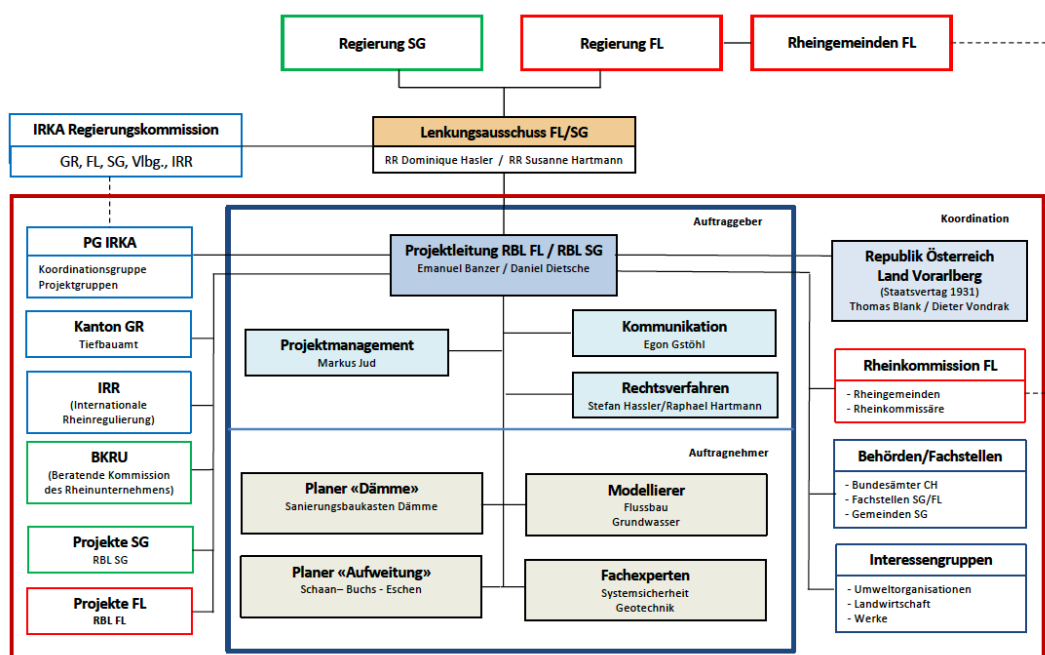 Regierung SG
Regierung FL
Rheingemeinden FL
IRKA Regierungskommission
GR, FL, SG, Vlbg., IRR
Lenkungsausschuss FL/SG
RR Dominique Hasler / RR Susanne Hartmann
Auftraggeber
Koordination
PG IRKA
Koordinationsgruppe
Projektgruppen
Projektleitung RBL FL / RBL SG
Emanuel Banzer / Daniel Dietsche
Republik Österreich
Land Vorarlberg
(Staatsvertag 1931)
Thomas Blank / Dieter Vondrak
Kanton GR
Tiefbauamt
Projektmanagement
Markus Jud
Kommunikation
Egon Gstöhl
Rechtsverfahren
Stefan Hassler/Raphael Hartmann
Rheinkommission FL
- Rheingemeinden
- Rheinkommissäre
IRR
(Internationale
Rheinregulierung)
BKRU
(Beratende Kommission
des Rheinunternehmens)
Auftragnehmer
Planer «Dämme»
Sanierungsbaukasten Dämme
Modellierer
Flussbau
Grundwasser
Behörden/Fachstellen
- Bundesämter CH
- Fachstellen SG/FL
- Gemeinden SG
Projekte SG
RBL SG
Planer «Aufweitung»
Schaan– Buchs - Eschen
Fachexperten
Systemsicherheit
Geotechnik
Interessengruppen
- Umweltorganisationen
- Landwirtschaft
- Werke
Projekte FL
RBL FL